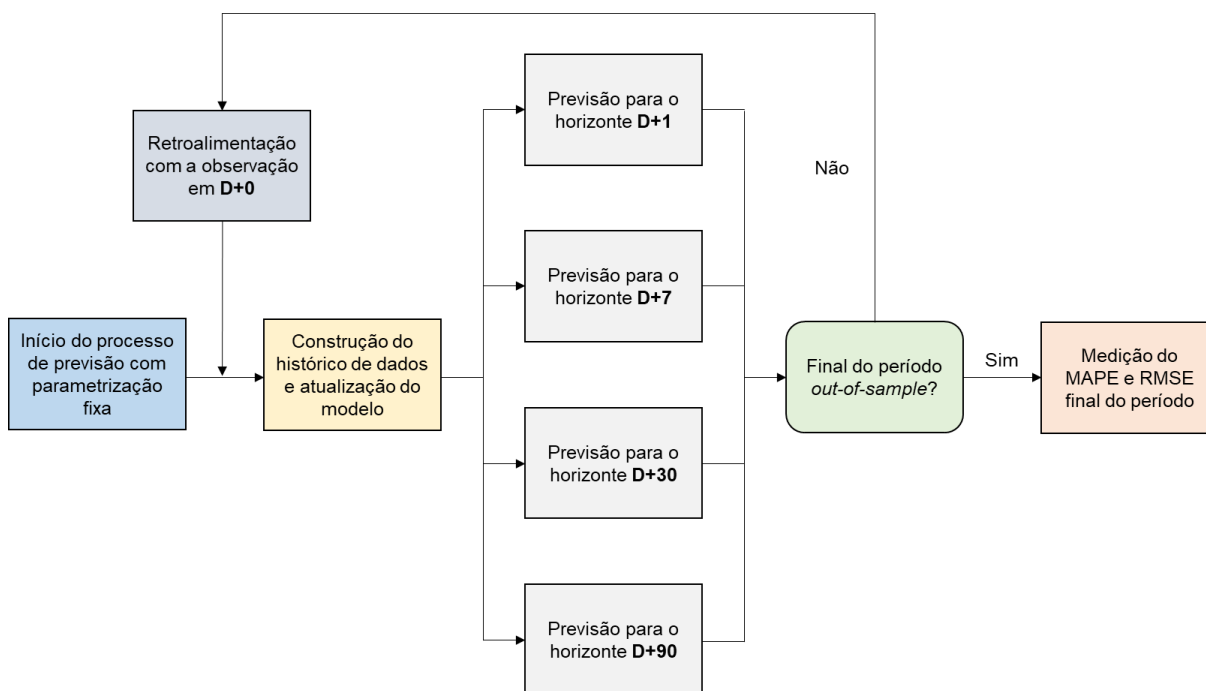 Previsão para o
horizonte D+1
Retroalimentação
com a observação
em D+0
Não
Previsão para o
horizonte D+7
Início do processo
de previsão com
parametrização
fixa
Construção do
histórico de dados
e atualização do
modelo
Final do período
out-of-sample?
Sim
Medição do
MAPE e RMSE
final do período
Previsão para o
horizonte D+30
Previsão para o
horizonte D+90